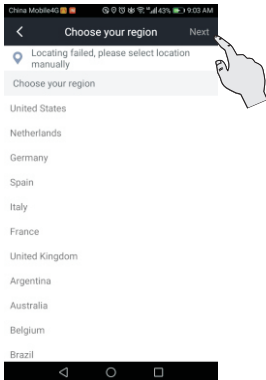 China Mobile4G 43% 9:03 AM
Choose your region Next
Locating failed, please select location
manually
Choose your region
United States
Netherlands
Germany
Spain
Italy
France
United Kingdom
Argentina
Australia
Belgium
Brazil